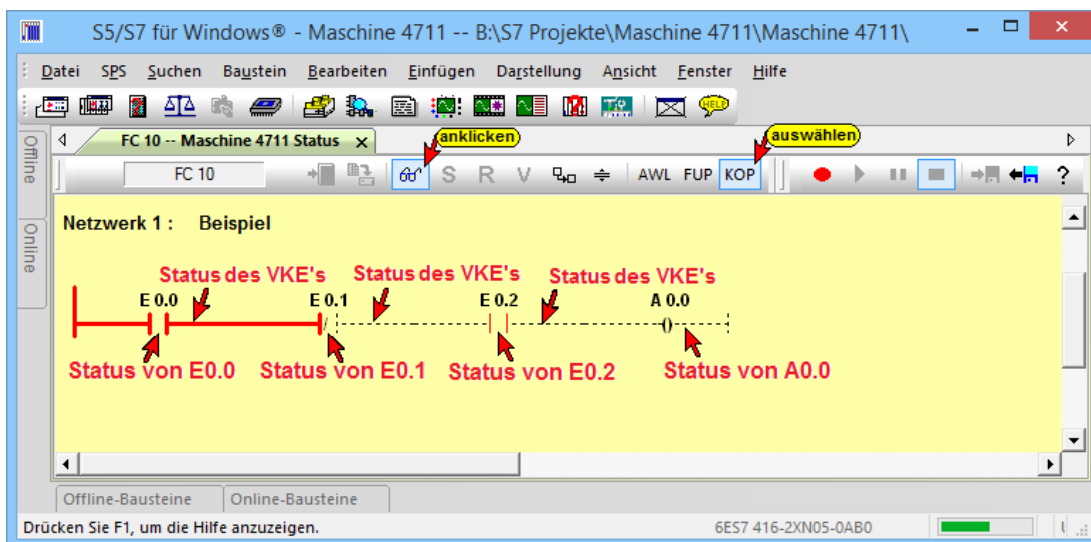 S5/S7 für Windows® - Maschine 4711 -- B:\S7 Projekte\Maschine 4711\Maschine 4711\
Datei SPS Suchen Baustein Bearbeiten Einfügen Darstellung Ansicht Fenster Hilfe
HELP
Offline
Online
FC 10 -- Maschine 4711 Status x
anklicken
auswählen
FC 10 S R V AWL FUP KOP ?
Netzwerk 1 : Beispiel
Status des VKE's Status des VKE's Status des VKE's
E 0.0 E 0.1 E 0.2 A 0.0
Status von E0.0 Status von E0.1 Status von E0.2 Status von A0.0
Offline-Bausteine Online-Bausteine
Drücken Sie F1, um die Hilfe anzuzeigen. 6ES7 416-2XN05-0AB0